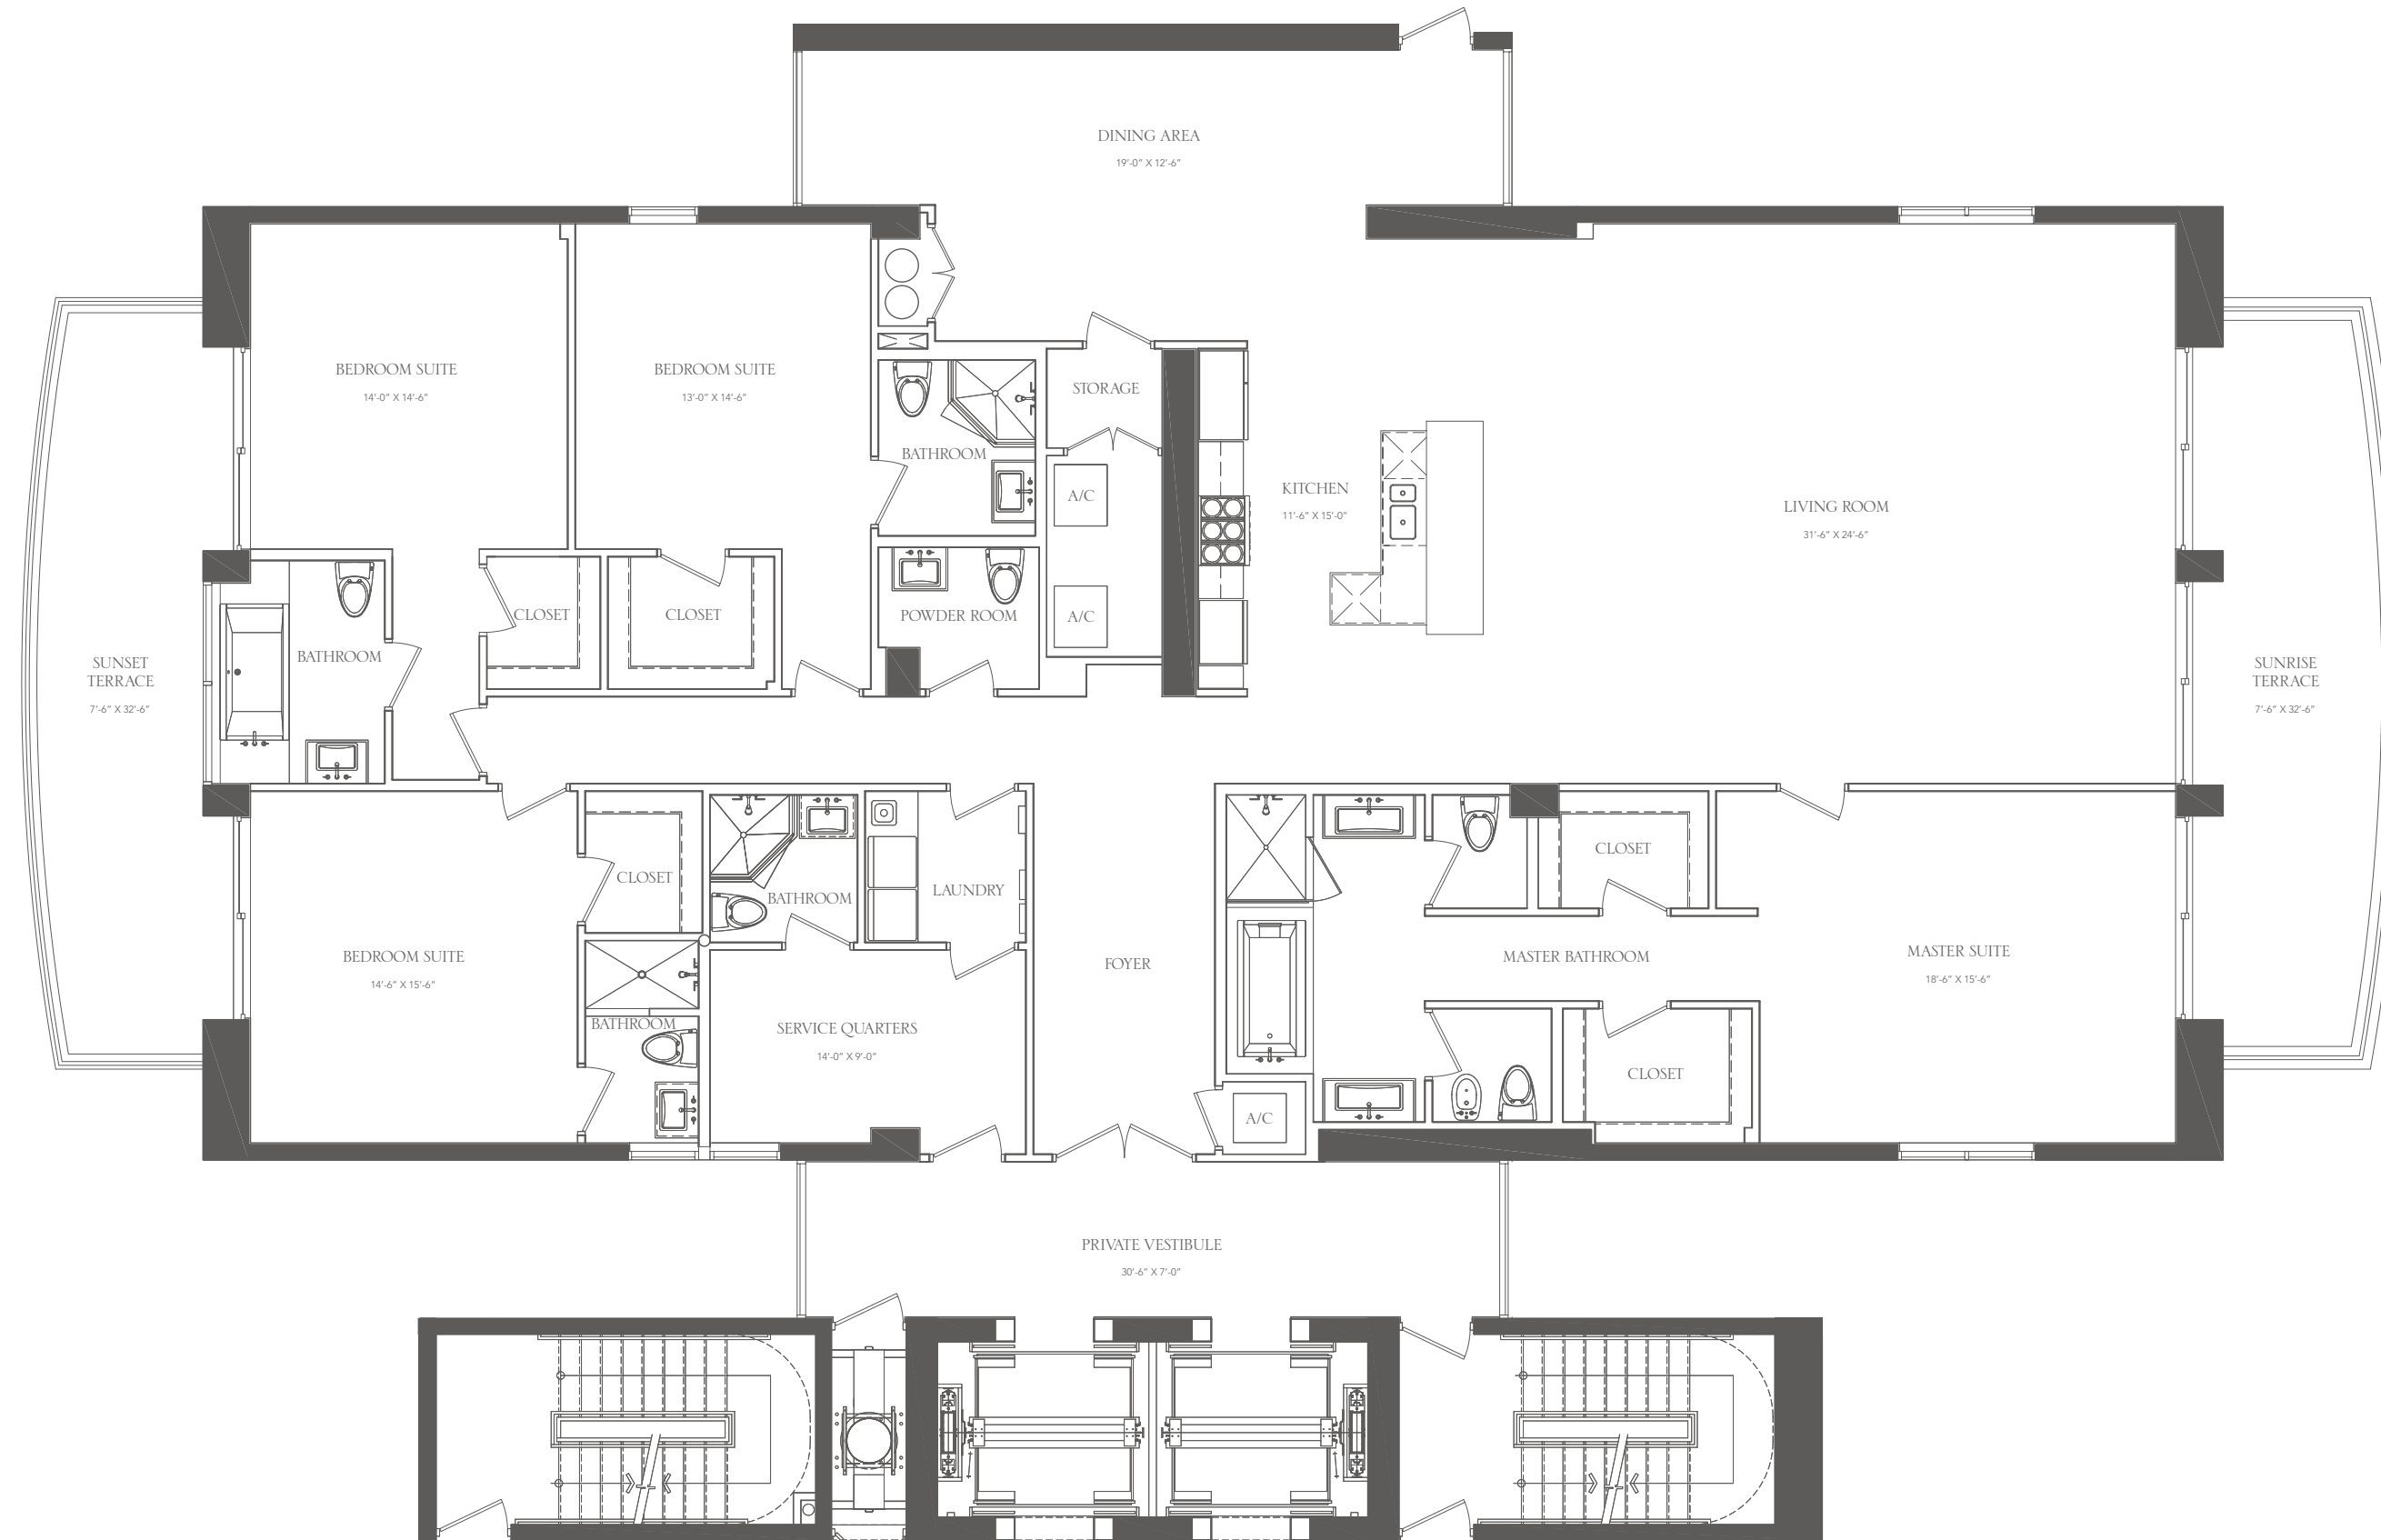 DINING AREA
19'-0" X 12'-6"
BEDROOM SUITE
14'-0" X 14'-6"
BEDROOM SUITE
13'-0" X 14'-6"
STORAGE
BATHROOM
A/C
KITCHEN
11'-6" X 15'-0"
LIVING ROOM
31'-6" X 24'-6"
CLOSET
CLOSET
POWDER ROOM
A/C
BATHROOM
SUNSET
TERRACE
7'-6" X 32'-6"
SUNRISE
TERRACE
7'-6" X 32'-6"
CLOSET
CLOSET
BATHROOM
LAUNDRY
BEDROOM SUITE
14'-6" X 15'-6"
FOYER
MASTER BATHROOM
MASTER SUITE
18'-6" X 15'-6"
BATHROOM
SERVICE QUARTERS
14'-0" X 9'-0"
CLOSET
A/C
PRIVATE VESTIBULE
30'-6" X 7'-0"